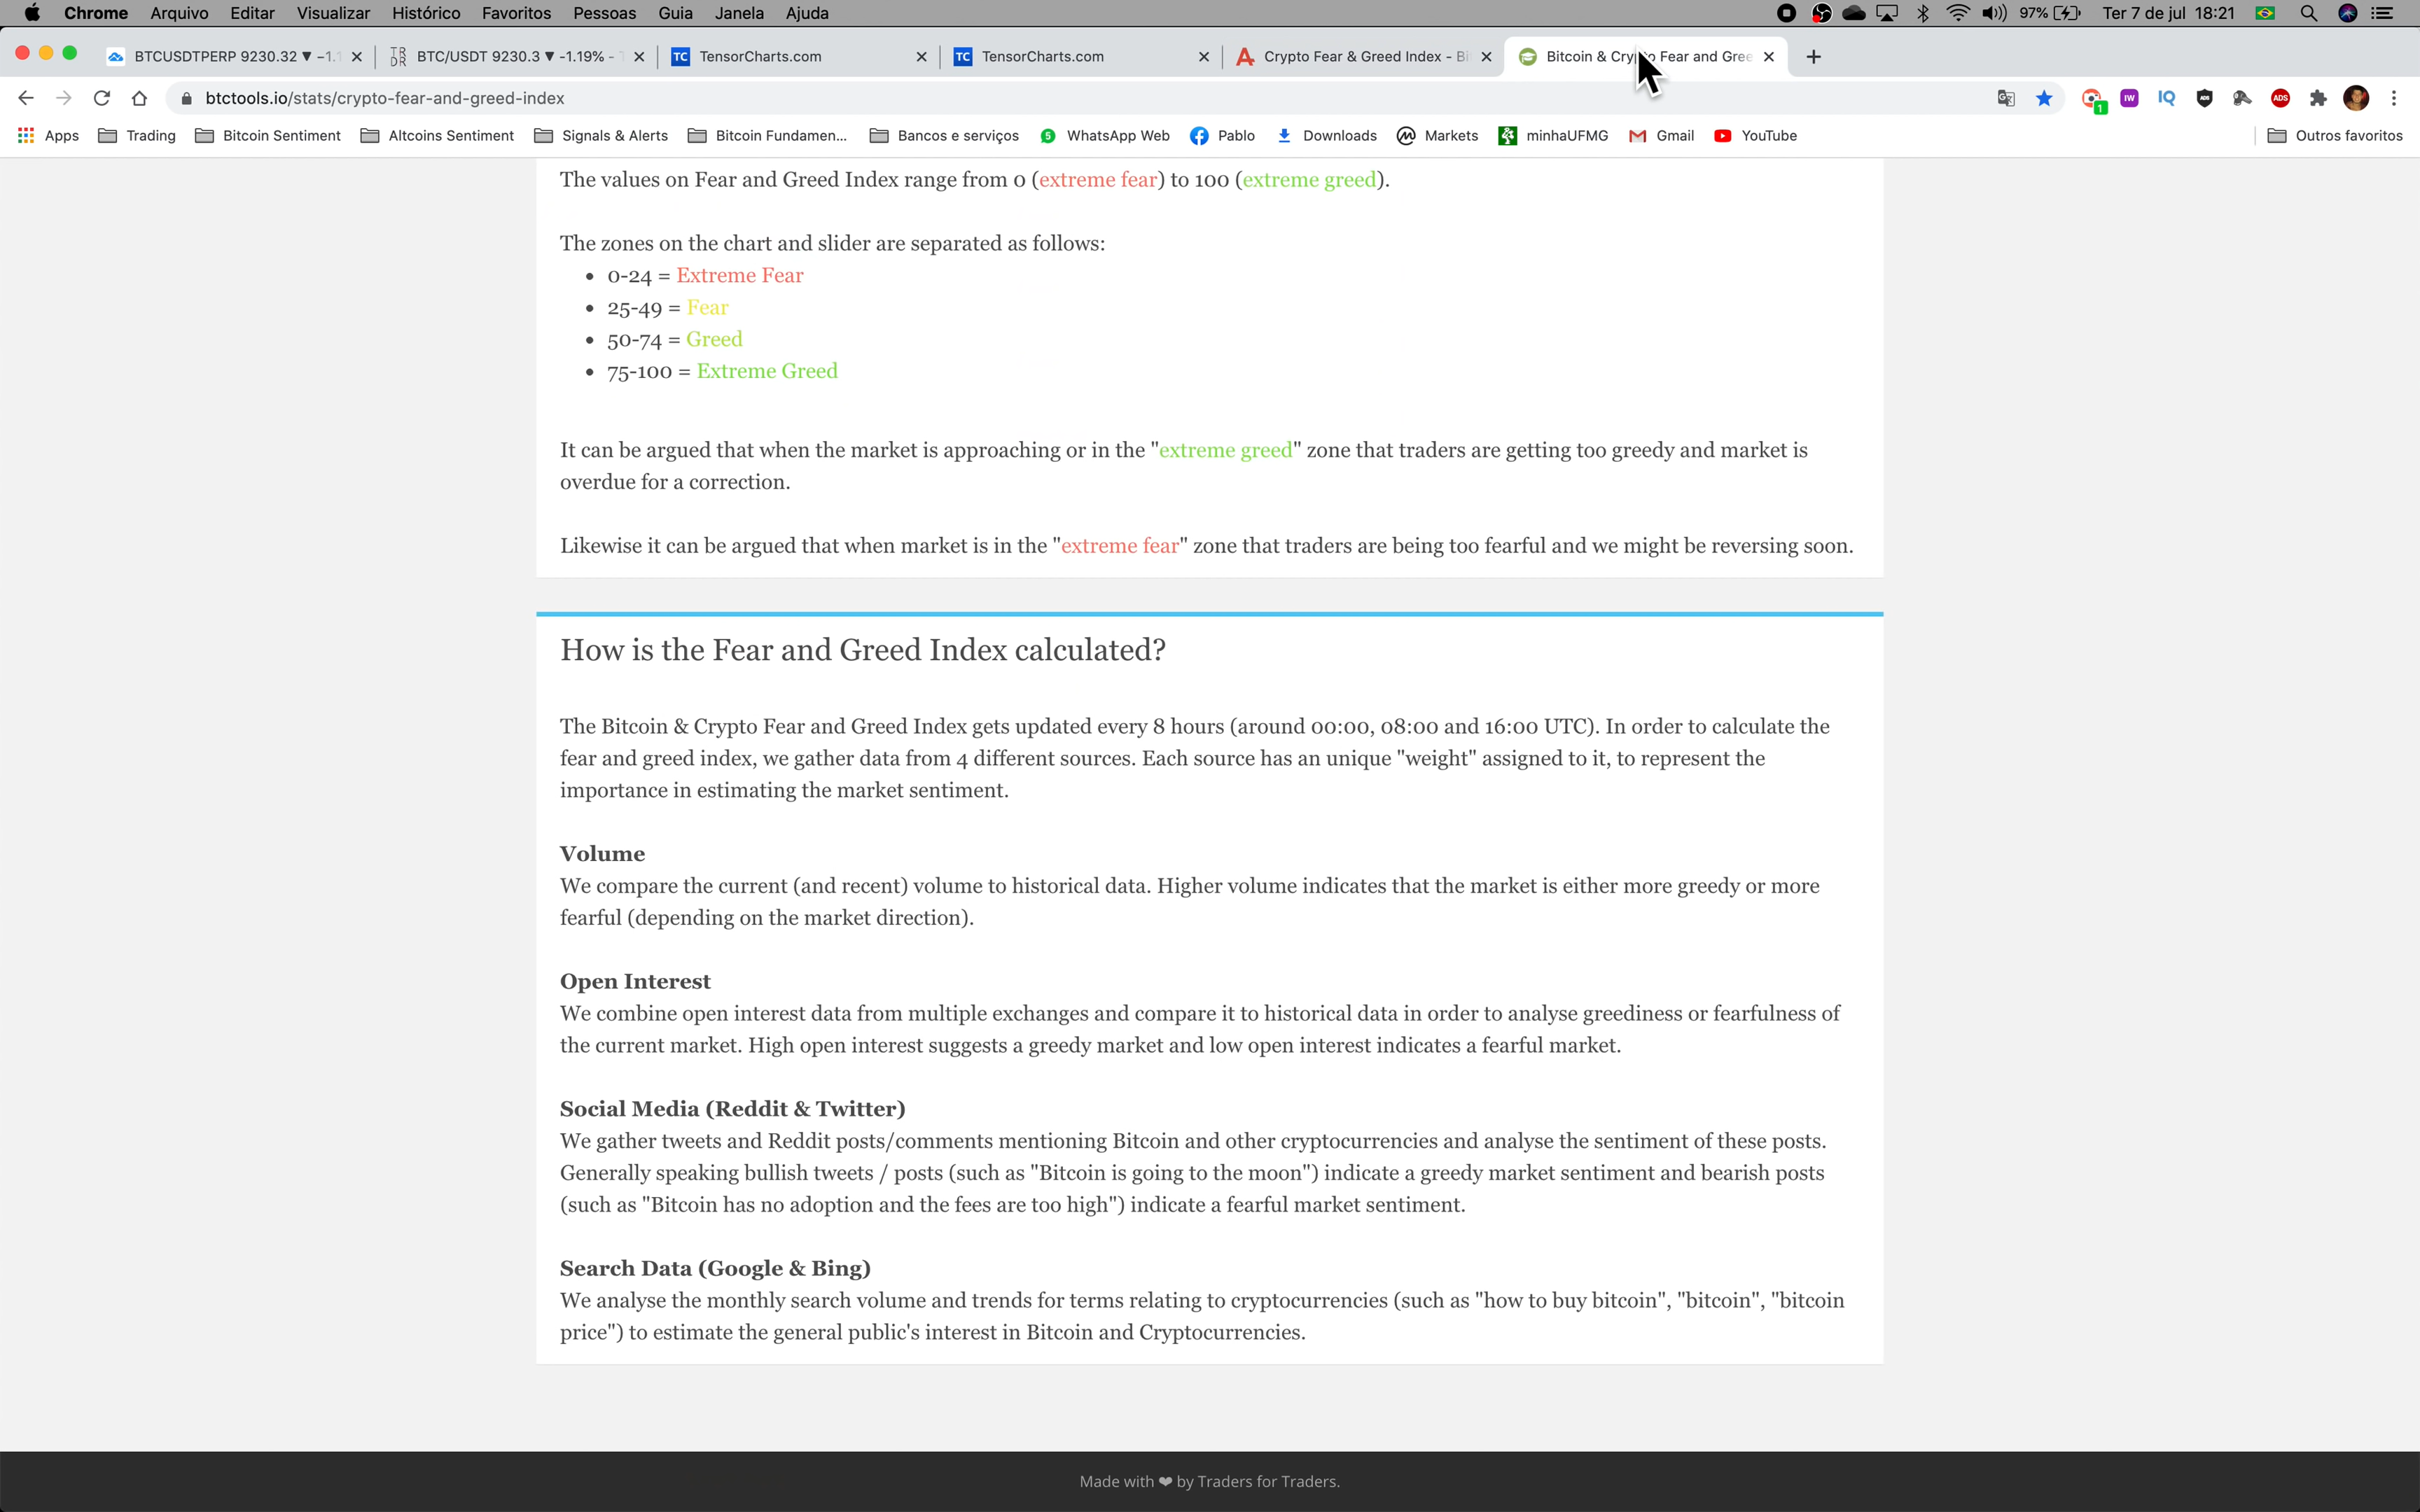 Chrome Arquivo Editar Visualizar Histórico Favoritos Pessoas Guia Janela Ajuda 97% Ter 7 de jul 18:21
BTCUSDTPERP 9230.32 ▼ −1.1 BTC/USDT 9230.3 ▼ -1.19% - TC TensorCharts.com TC TensorCharts.com Crypto Fear & Greed Index - Bi Bitcoin & Crypto Fear and Gree
btctools.io/stats/crypto-fear-and-greed-index 1 IW IQ ADS
Apps Trading Bitcoin Sentiment Altcoins Sentiment Signals & Alerts Bitcoin Fundamen... Bancos e serviços 5 WhatsApp Web Pablo Downloads Markets minhaUFMG Gmail YouTube Outros favoritos
The values on Fear and Greed Index range from 0 (extreme fear) to 100 (extreme greed).
The zones on the chart and slider are separated as follows:
• 0-24 = Extreme Fear
• 25-49 = Fear
• 50-74 = Greed
• 75-100 = Extreme Greed
It can be argued that when the market is approaching or in the "extreme greed" zone that traders are getting too greedy and market is
overdue for a correction.
Likewise it can be argued that when market is in the "extreme fear" zone that traders are being too fearful and we might be reversing soon.
How is the Fear and Greed Index calculated?
The Bitcoin & Crypto Fear and Greed Index gets updated every 8 hours (around 00:00, 08:00 and 16:00 UTC). In order to calculate the
fear and greed index, we gather data from 4 different sources. Each source has an unique "weight" assigned to it, to represent the
importance in estimating the market sentiment.
Volume
We compare the current (and recent) volume to historical data. Higher volume indicates that the market is either more greedy or more
fearful (depending on the market direction).
Open Interest
We combine open interest data from multiple exchanges and compare it to historical data in order to analyse greediness or fearfulness of
the current market. High open interest suggests a greedy market and low open interest indicates a fearful market.
Social Media (Reddit & Twitter)
We gather tweets and Reddit posts/comments mentioning Bitcoin and other cryptocurrencies and analyse the sentiment of these posts.
Generally speaking bullish tweets / posts (such as "Bitcoin is going to the moon") indicate a greedy market sentiment and bearish posts
(such as "Bitcoin has no adoption and the fees are too high") indicate a fearful market sentiment.
Search Data (Google & Bing)
We analyse the monthly search volume and trends for terms relating to cryptocurrencies (such as "how to buy bitcoin", "bitcoin", "bitcoin
price") to estimate the general public's interest in Bitcoin and Cryptocurrencies.
Made with ❤ by Traders for Traders.